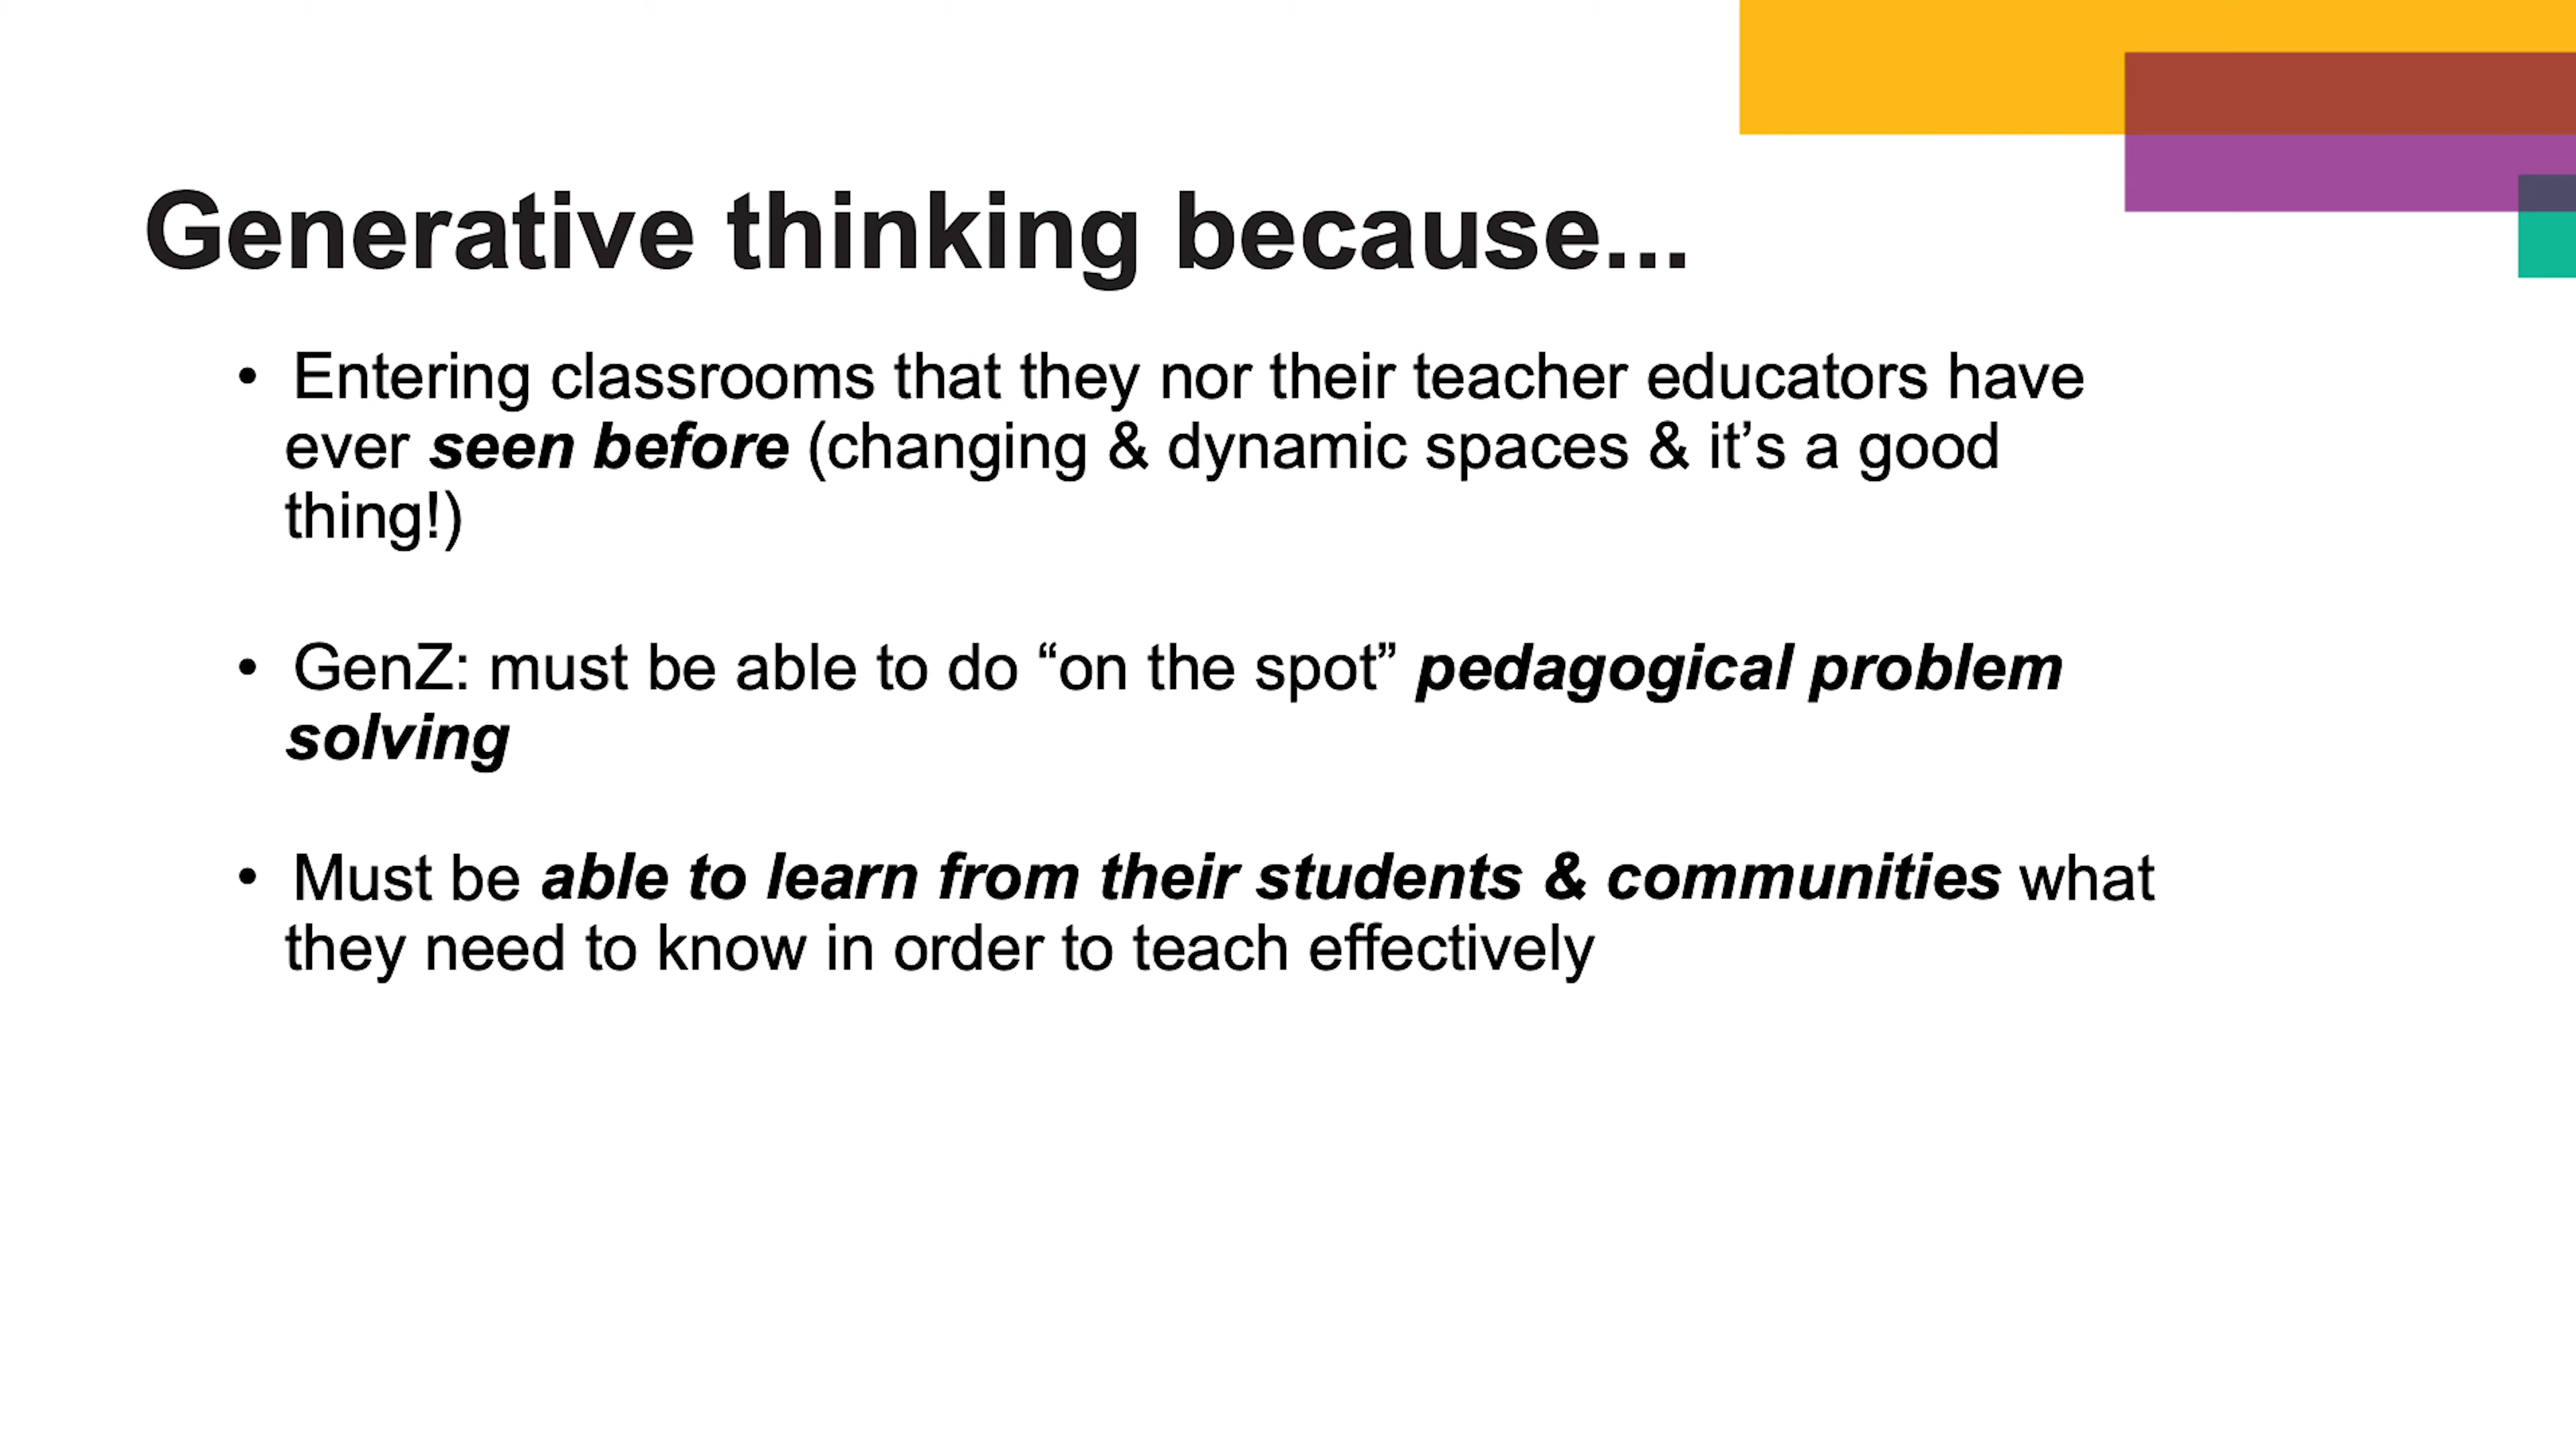 Generative thinking because...
• Entering classrooms that they nor their teacher educators have
ever seen before (changing & dynamic spaces & it’s a good
thing!)
• GenZ: must be able to do “on the spot” pedagogical problem
solving
• Must be able to learn from their students & communities what
they need to know in order to teach effectively